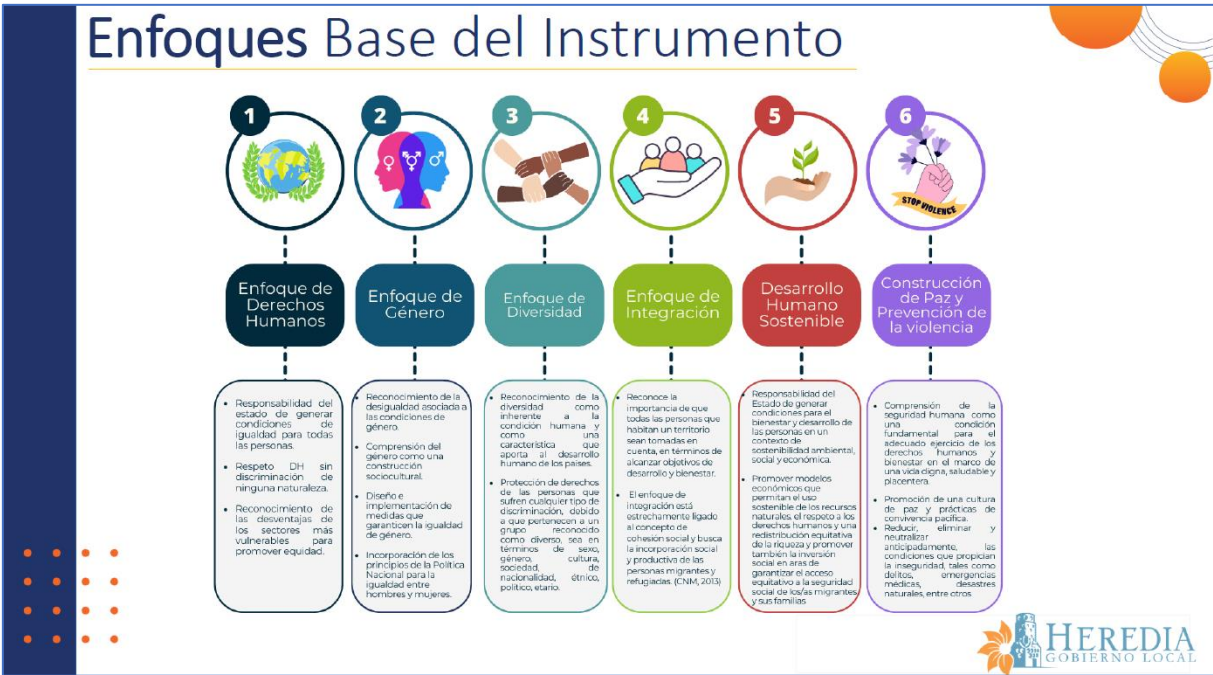 Enfoques Base del Instrumento
1
2
3
4
5
6
STOP VIOLENCE
Enfoque de
Derechos
Humanos
Enfoque de
Género
Enfoque de
Diversidad
Enfoque de
Integración
Desarrollo
Humano
Sostenible
Construcción
de Paz y
Prevención de
la violencia
• Responsabilidad del
estado de generar
condiciones de
igualdad para todas
las personas.
• Respeto DH sin
discriminación de
ninguna naturaleza.
• Reconocimiento de
las desventajas de
los sectores más
vulnerables para
promover equidad.
• Reconocimiento de la
desigualdad asociada a
las condiciones de
género.
• Comprensión del
género como una
construcción
sociocultural.
• Diseño e
implementación de
medidas que
garanticen la igualdad
de género.
• Incorporación de los
principios de la Política
Nacional para la
igualdad entre
hombres y mujeres.
• Reconocimiento de la
diversidad como
inherente a la
condición humana y
como una
característica que
aporta al desarrollo
humano de los países.
• Protección de derechos
de las personas que
sufren cualquier tipo de
discriminación, debido
a que pertenecen a un
grupo reconocido
como diverso, sea en
términos de sexo,
género, cultura,
sociedad, de
nacionalidad, étnico,
político, etario.
• Reconoce la
importancia de que
todas las personas que
habitan un territorio
sean tomadas en
cuenta, en términos de
alcanzar objetivos de
desarrollo y bienestar.
• El enfoque de
integración está
estrechamente ligado
al concepto de
cohesión social y busca
la incorporación social
y productiva de las
personas migrantes y
refugiadas. (CNM, 2013)
• Responsabilidad del
Estado de generar
condiciones para el
bienestar y desarrollo de
las personas en un
contexto de
sostenibilidad ambiental,
social y económica.
• Promover modelos
económicos que
permitan el uso
sostenible de los recursos
naturales, el respeto a los
derechos humanos y una
redistribución equitativa
de la riqueza y promover
también la inversión
social en aras de
garantizar el acceso
equitativo a la seguridad
social de los/as migrantes
y sus familias
• Comprensión de la
seguridad humana como
una condición
fundamental para el
adecuado ejercicio de los
derechos humanos y
bienestar en el marco de
una vida digna, saludable y
placentera.
• Promoción de una cultura
de paz y prácticas de
convivencia pacífica.
• Reducir, eliminar y
neutralizar
anticipadamente, las
condiciones que propician
la inseguridad, tales como
delitos, emergencias
médicas, desastres
naturales, entre otros
HEREDIA
GOBIERNO LOCAL